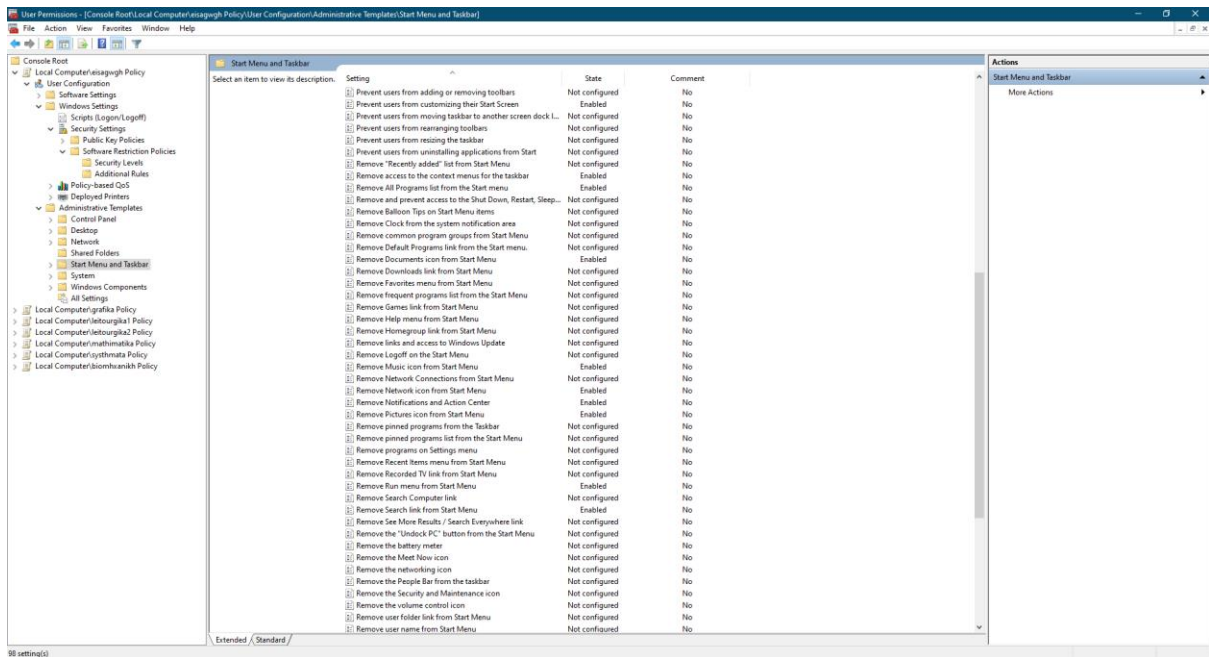 User Permissions - [Console Root\Local Computer\eisagwgh Policy\User Configuration\Administrative Templates\Start Menu and Taskbar]
File Action View Favorites Window Help
Console Root
Local Computer\eisagwgh Policy
User Configuration
Software Settings
Windows Settings
Scripts (Logon/Logoff)
Security Settings
Public Key Policies
Software Restriction Policies
Security Levels
Additional Rules
Policy-based QoS
Deployed Printers
Administrative Templates
Control Panel
Desktop
Network
Shared Folders
Start Menu and Taskbar
System
Windows Components
All Settings
Local Computer\grafika Policy
Local Computer\leitourgika1 Policy
Local Computer\leitourgika2 Policy
Local Computer\mathimatika Policy
Local Computer\systhmata Policy
Local Computer\biomhxanikh Policy
Start Menu and Taskbar
Select an item to view its description.
Setting State Comment
Prevent users from adding or removing toolbars Not configured No
Prevent users from customizing their Start Screen Enabled No
Prevent users from moving taskbar to another screen dock l... Not configured No
Prevent users from rearranging toolbars Not configured No
Prevent users from resizing the taskbar Not configured No
Prevent users from uninstalling applications from Start Not configured No
Remove "Recently added" list from Start Menu Not configured No
Remove access to the context menus for the taskbar Enabled No
Remove All Programs list from the Start menu Enabled No
Remove and prevent access to the Shut Down, Restart, Sleep... Not configured No
Remove Balloon Tips on Start Menu items Not configured No
Remove Clock from the system notification area Not configured No
Remove common program groups from Start Menu Not configured No
Remove Default Programs link from the Start menu. Not configured No
Remove Documents icon from Start Menu Enabled No
Remove Downloads link from Start Menu Not configured No
Remove Favorites menu from Start Menu Not configured No
Remove frequent programs list from the Start Menu Not configured No
Remove Games link from Start Menu Not configured No
Remove Help menu from Start Menu Not configured No
Remove Homegroup link from Start Menu Not configured No
Remove links and access to Windows Update Not configured No
Remove Logoff on the Start Menu Not configured No
Remove Music icon from Start Menu Enabled No
Remove Network Connections from Start Menu Not configured No
Remove Network icon from Start Menu Enabled No
Remove Notifications and Action Center Enabled No
Remove Pictures icon from Start Menu Enabled No
Remove pinned programs from the Taskbar Not configured No
Remove pinned programs list from the Start Menu Not configured No
Remove programs on Settings menu Not configured No
Remove Recent Items menu from Start Menu Not configured No
Remove Recorded TV link from Start Menu Not configured No
Remove Run menu from Start Menu Enabled No
Remove Search Computer link Not configured No
Remove Search link from Start Menu Enabled No
Remove See More Results / Search Everywhere link Not configured No
Remove the "Undock PC" button from the Start Menu Not configured No
Remove the battery meter Not configured No
Remove the Meet Now icon Not configured No
Remove the networking icon Not configured No
Remove the People Bar from the taskbar Not configured No
Remove the Security and Maintenance icon Not configured No
Remove the volume control icon Not configured No
Remove user folder link from Start Menu Not configured No
Remove user name from Start Menu Not configured No
Extended Standard
Actions
Start Menu and Taskbar
More Actions
98 setting(s)